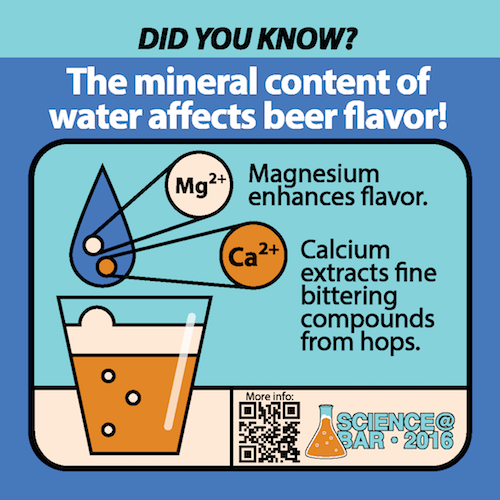 DID YOU KNOW?
The mineral content of
water affects beer flavor!
Mg²⁺
Magnesium
enhances flavor.
Ca²⁺
Calcium
extracts fine
bittering
compounds
from hops.
More info:
SCIENCE@
BAR • 2016